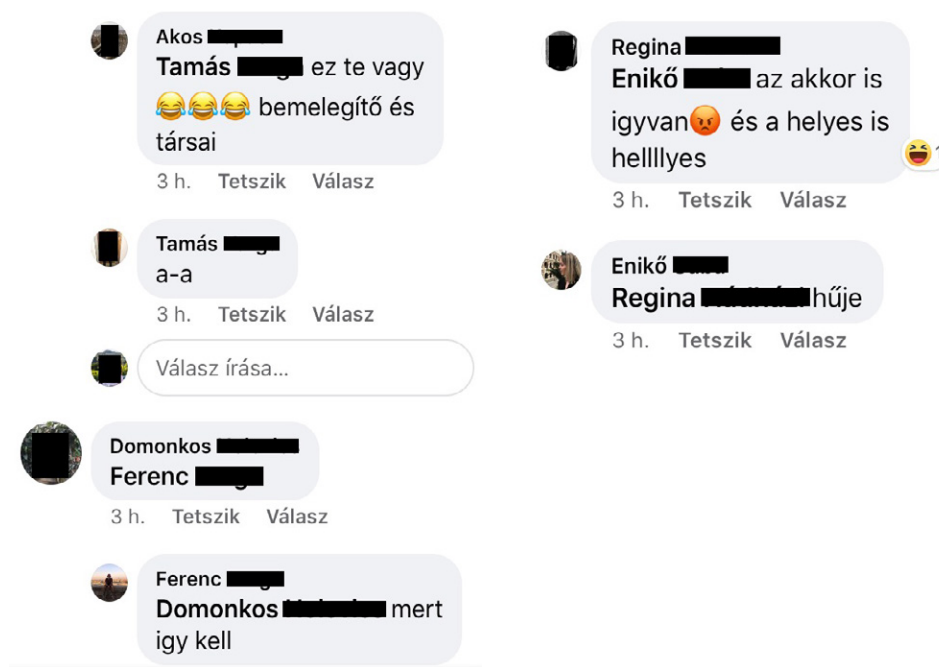 Akos
Tamás ez te vagy
😂😂😂 bemelegítő és
társai
3 h. Tetszik Válasz
Tamás
a-a
3 h. Tetszik Válasz
Válasz írása...
Domonkos
Ferenc
3 h. Tetszik Válasz
Ferenc
Domonkos mert
igy kell
Regina
Enikő az akkor is
igyvan😡 és a helyes is
hellllyes
3 h. Tetszik Válasz
Enikő
Regina hűje
3 h. Tetszik Válasz